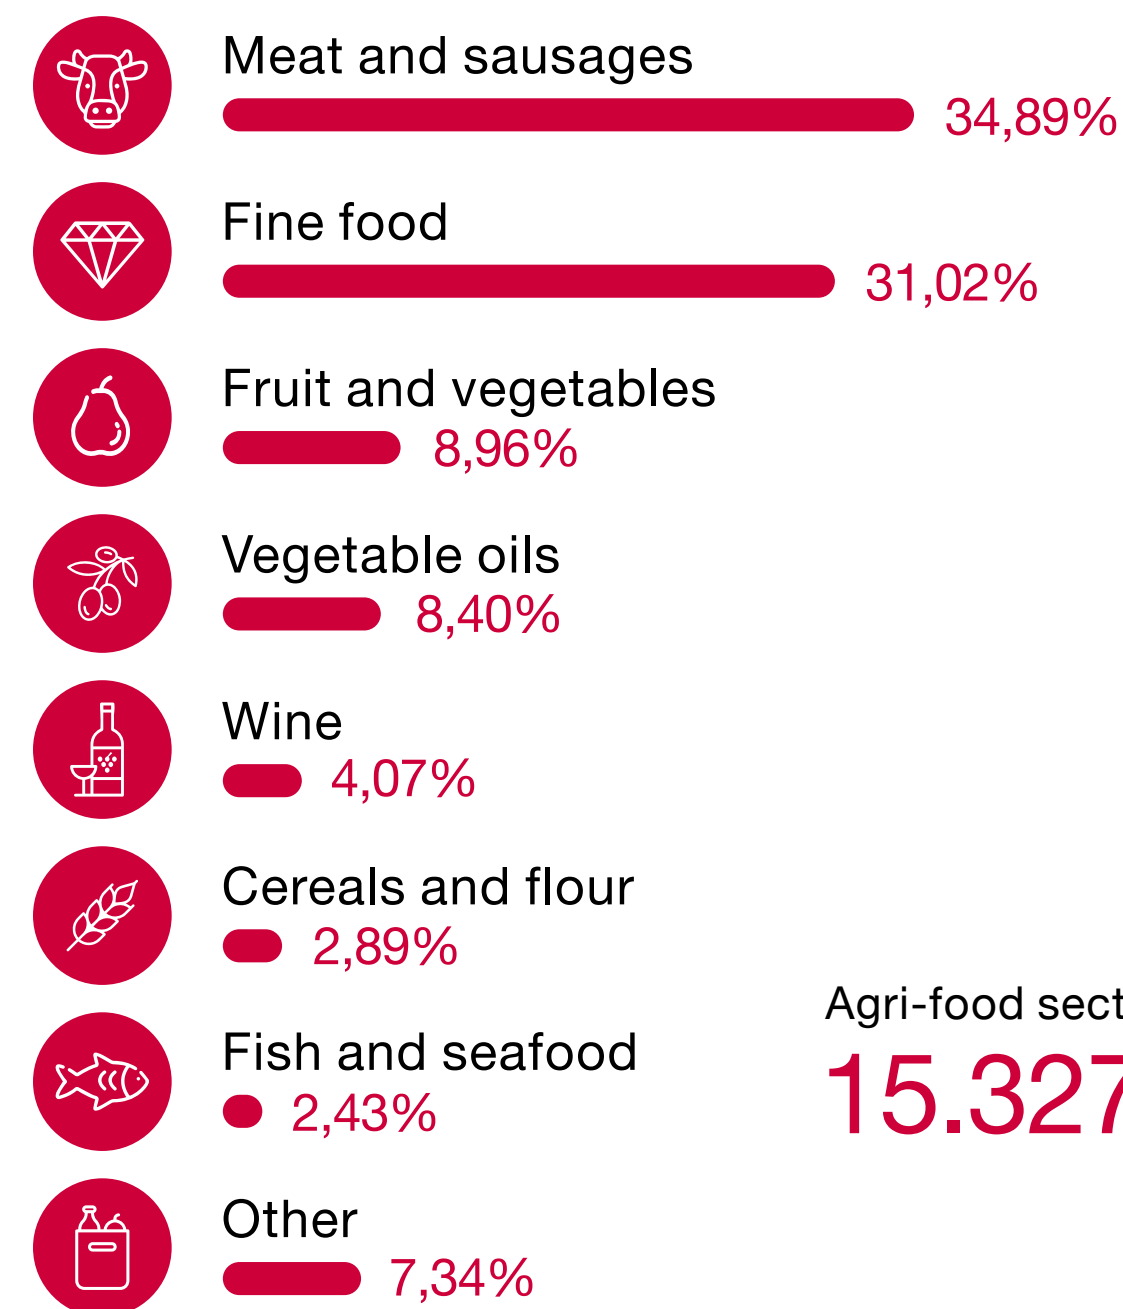 Meat and sausages
34,89%
Fine food
31,02%
Fruit and vegetables
8,96%
Vegetable oils
8,40%
Wine
4,07%
Cereals and flour
2,89%
Fish and seafood
2,43%
Agri-food sect
15.327
Other
7,34%